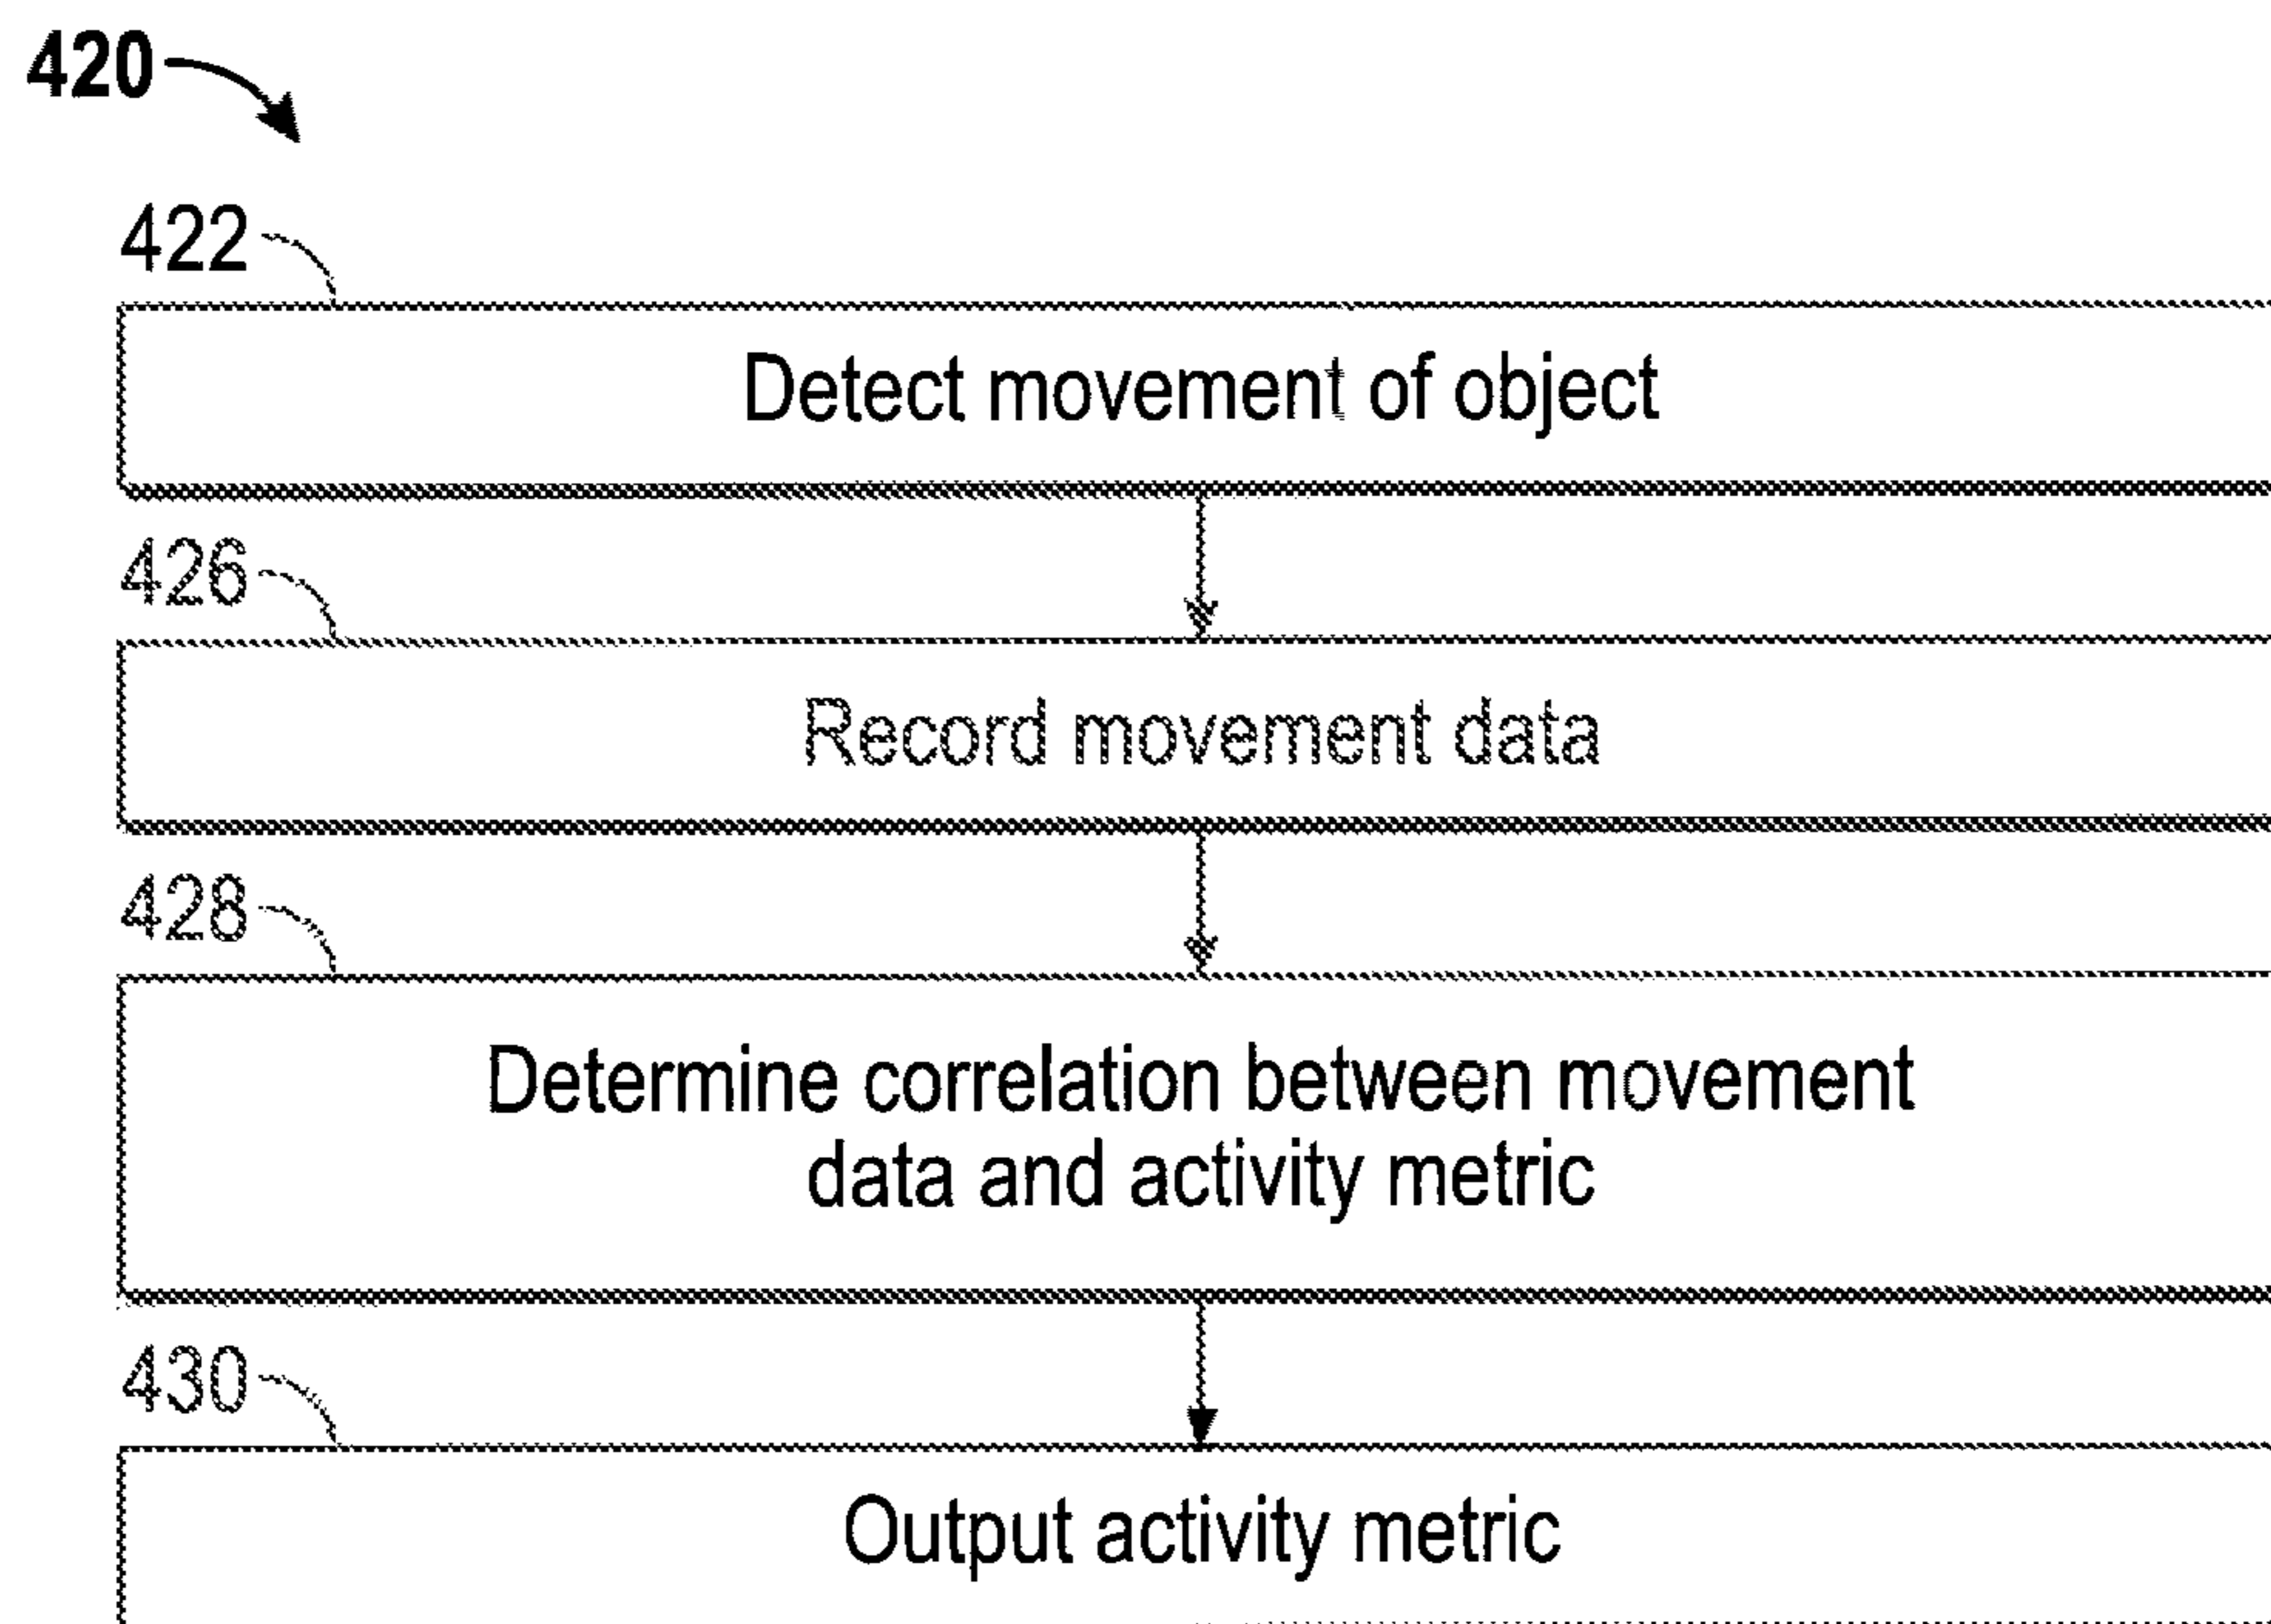 420
422
Detect movement of object
426
Record movement data
428
Determine correlation between movement
data and activity metric
430
Output activity metric